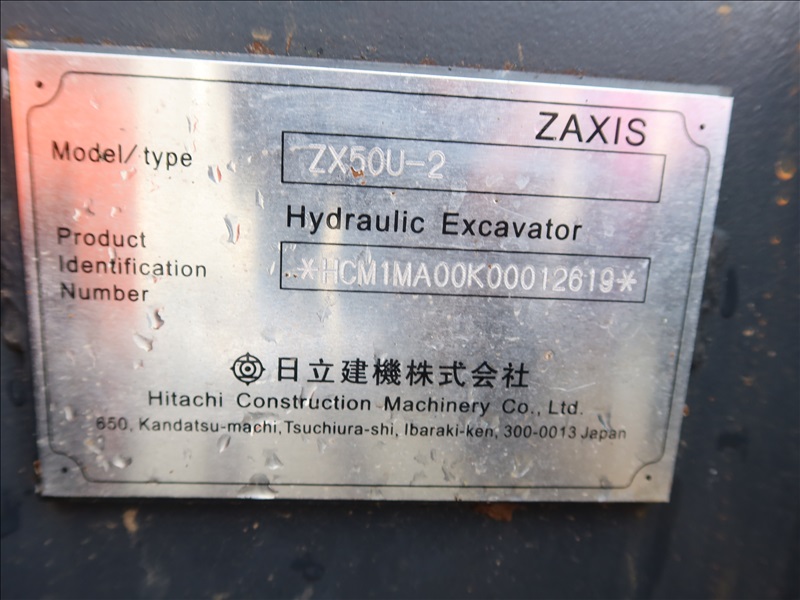 ZAXIS
Model/type ZX50U-2
Hydraulic Excavator
Product
Identification
Number
*HCM1MA00K00012619*
日立建機株式会社
Hitachi Construction Machinery Co., Ltd.
650, Kandatsu-machi, Tsuchiura-shi, Ibaraki-ken, 300-0013 Japan